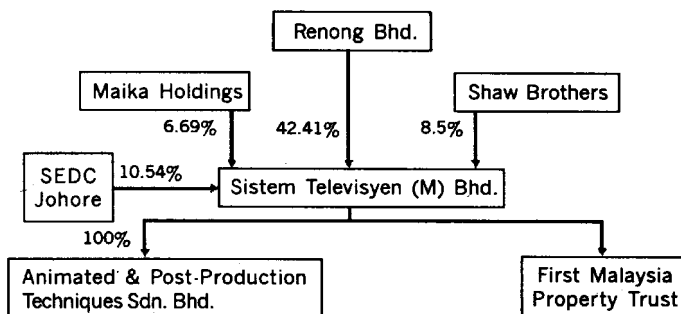 Renong Bhd.
Maika Holdings
Shaw Brothers
6.69%
42.41%
8.5%
SEDC
Johore
10.54%
Sistem Televisyen (M) Bhd.
100%
Animated & Post-Production
Techniques Sdn. Bhd.
First Malaysia
Property Trust